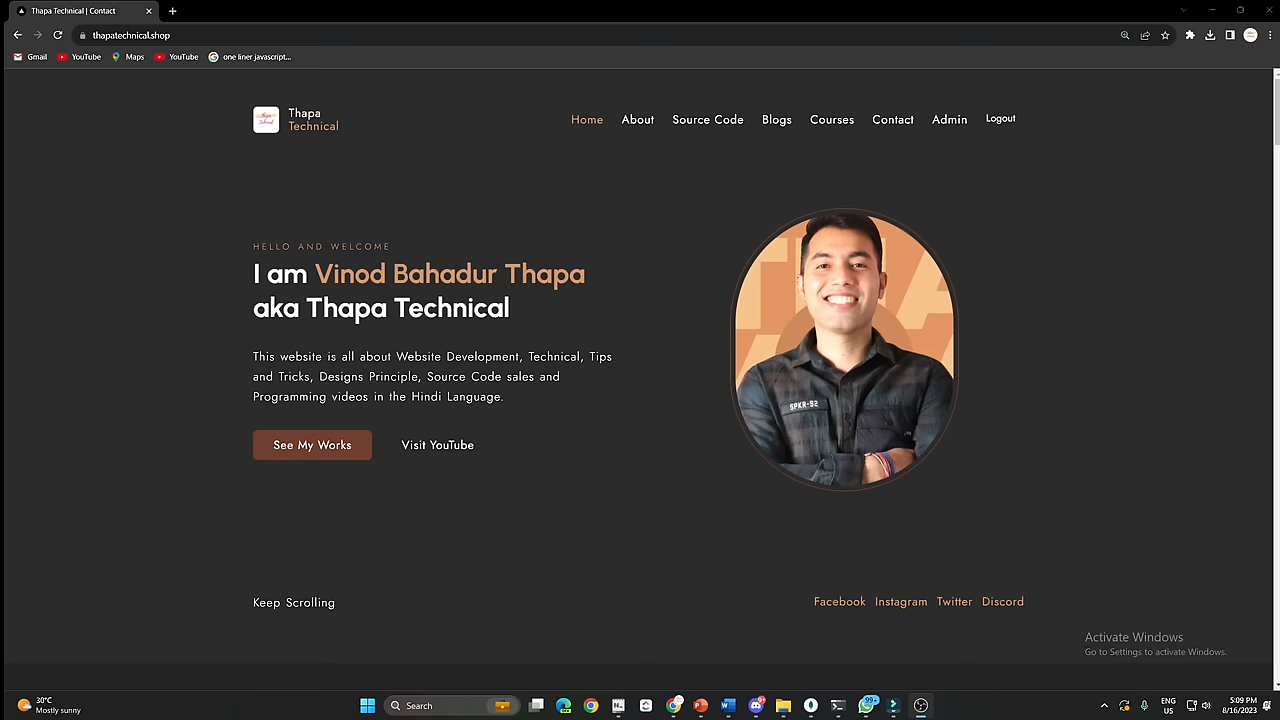 Thapa Technical | Contact
thapatechnical.shop
Gmail
YouTube
Maps
YouTube
one liner javascript...
Thapa
Technical
Home
About
Source Code
Blogs
Courses
Contact
Admin
Logout
HELLO AND WELCOME
I am Vinod Bahadur Thapa
aka Thapa Technical
This website is all about Website Development, Technical, Tips
and Tricks, Designs Principle, Source Code sales and
Programming videos in the Hindi Language.
See My Works
Visit YouTube
SPKR-92
Keep Scrolling
Facebook
Instagram
Twitter
Discord
Activate Windows
Go to Settings to activate Windows.
30°C
Mostly sunny
Search
99+
ENG
US
5:09 PM
8/16/2023